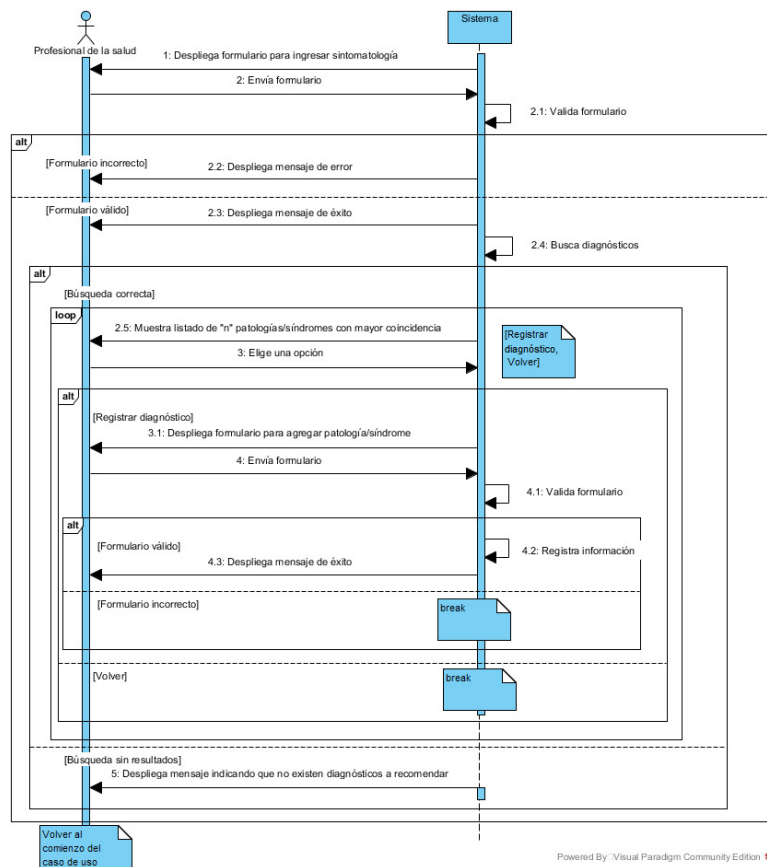 Profesional de la salud
Sistema
1: Despliega formulario para ingresar sintomatología
2: Envía formulario
2.1: Valida formulario
alt
[Formulario incorrecto]
2.2: Despliega mensaje de error
[Formulario válido]
2.3: Despliega mensaje de éxito
2.4: Busca diagnósticos
alt
[Búsqueda correcta]
loop
2.5: Muestra listado de "n" patologías/síndromes con mayor coincidencia
[Registrar
diagnóstico,
Volver]
3: Elige una opción
alt
[Registrar diagnóstico]
3.1: Despliega formulario para agregar patología/síndrome
4: Envía formulario
4.1: Valida formulario
alt
[Formulario válido]
4.2: Registra información
4.3: Despliega mensaje de éxito
[Formulario incorrecto]
break
[Volver]
break
[Búsqueda sin resultados]
5: Despliega mensaje indicando que no existen diagnósticos a recomendar
Volver al
comienzo del
caso de uso
Powered By Visual Paradigm Community Edition